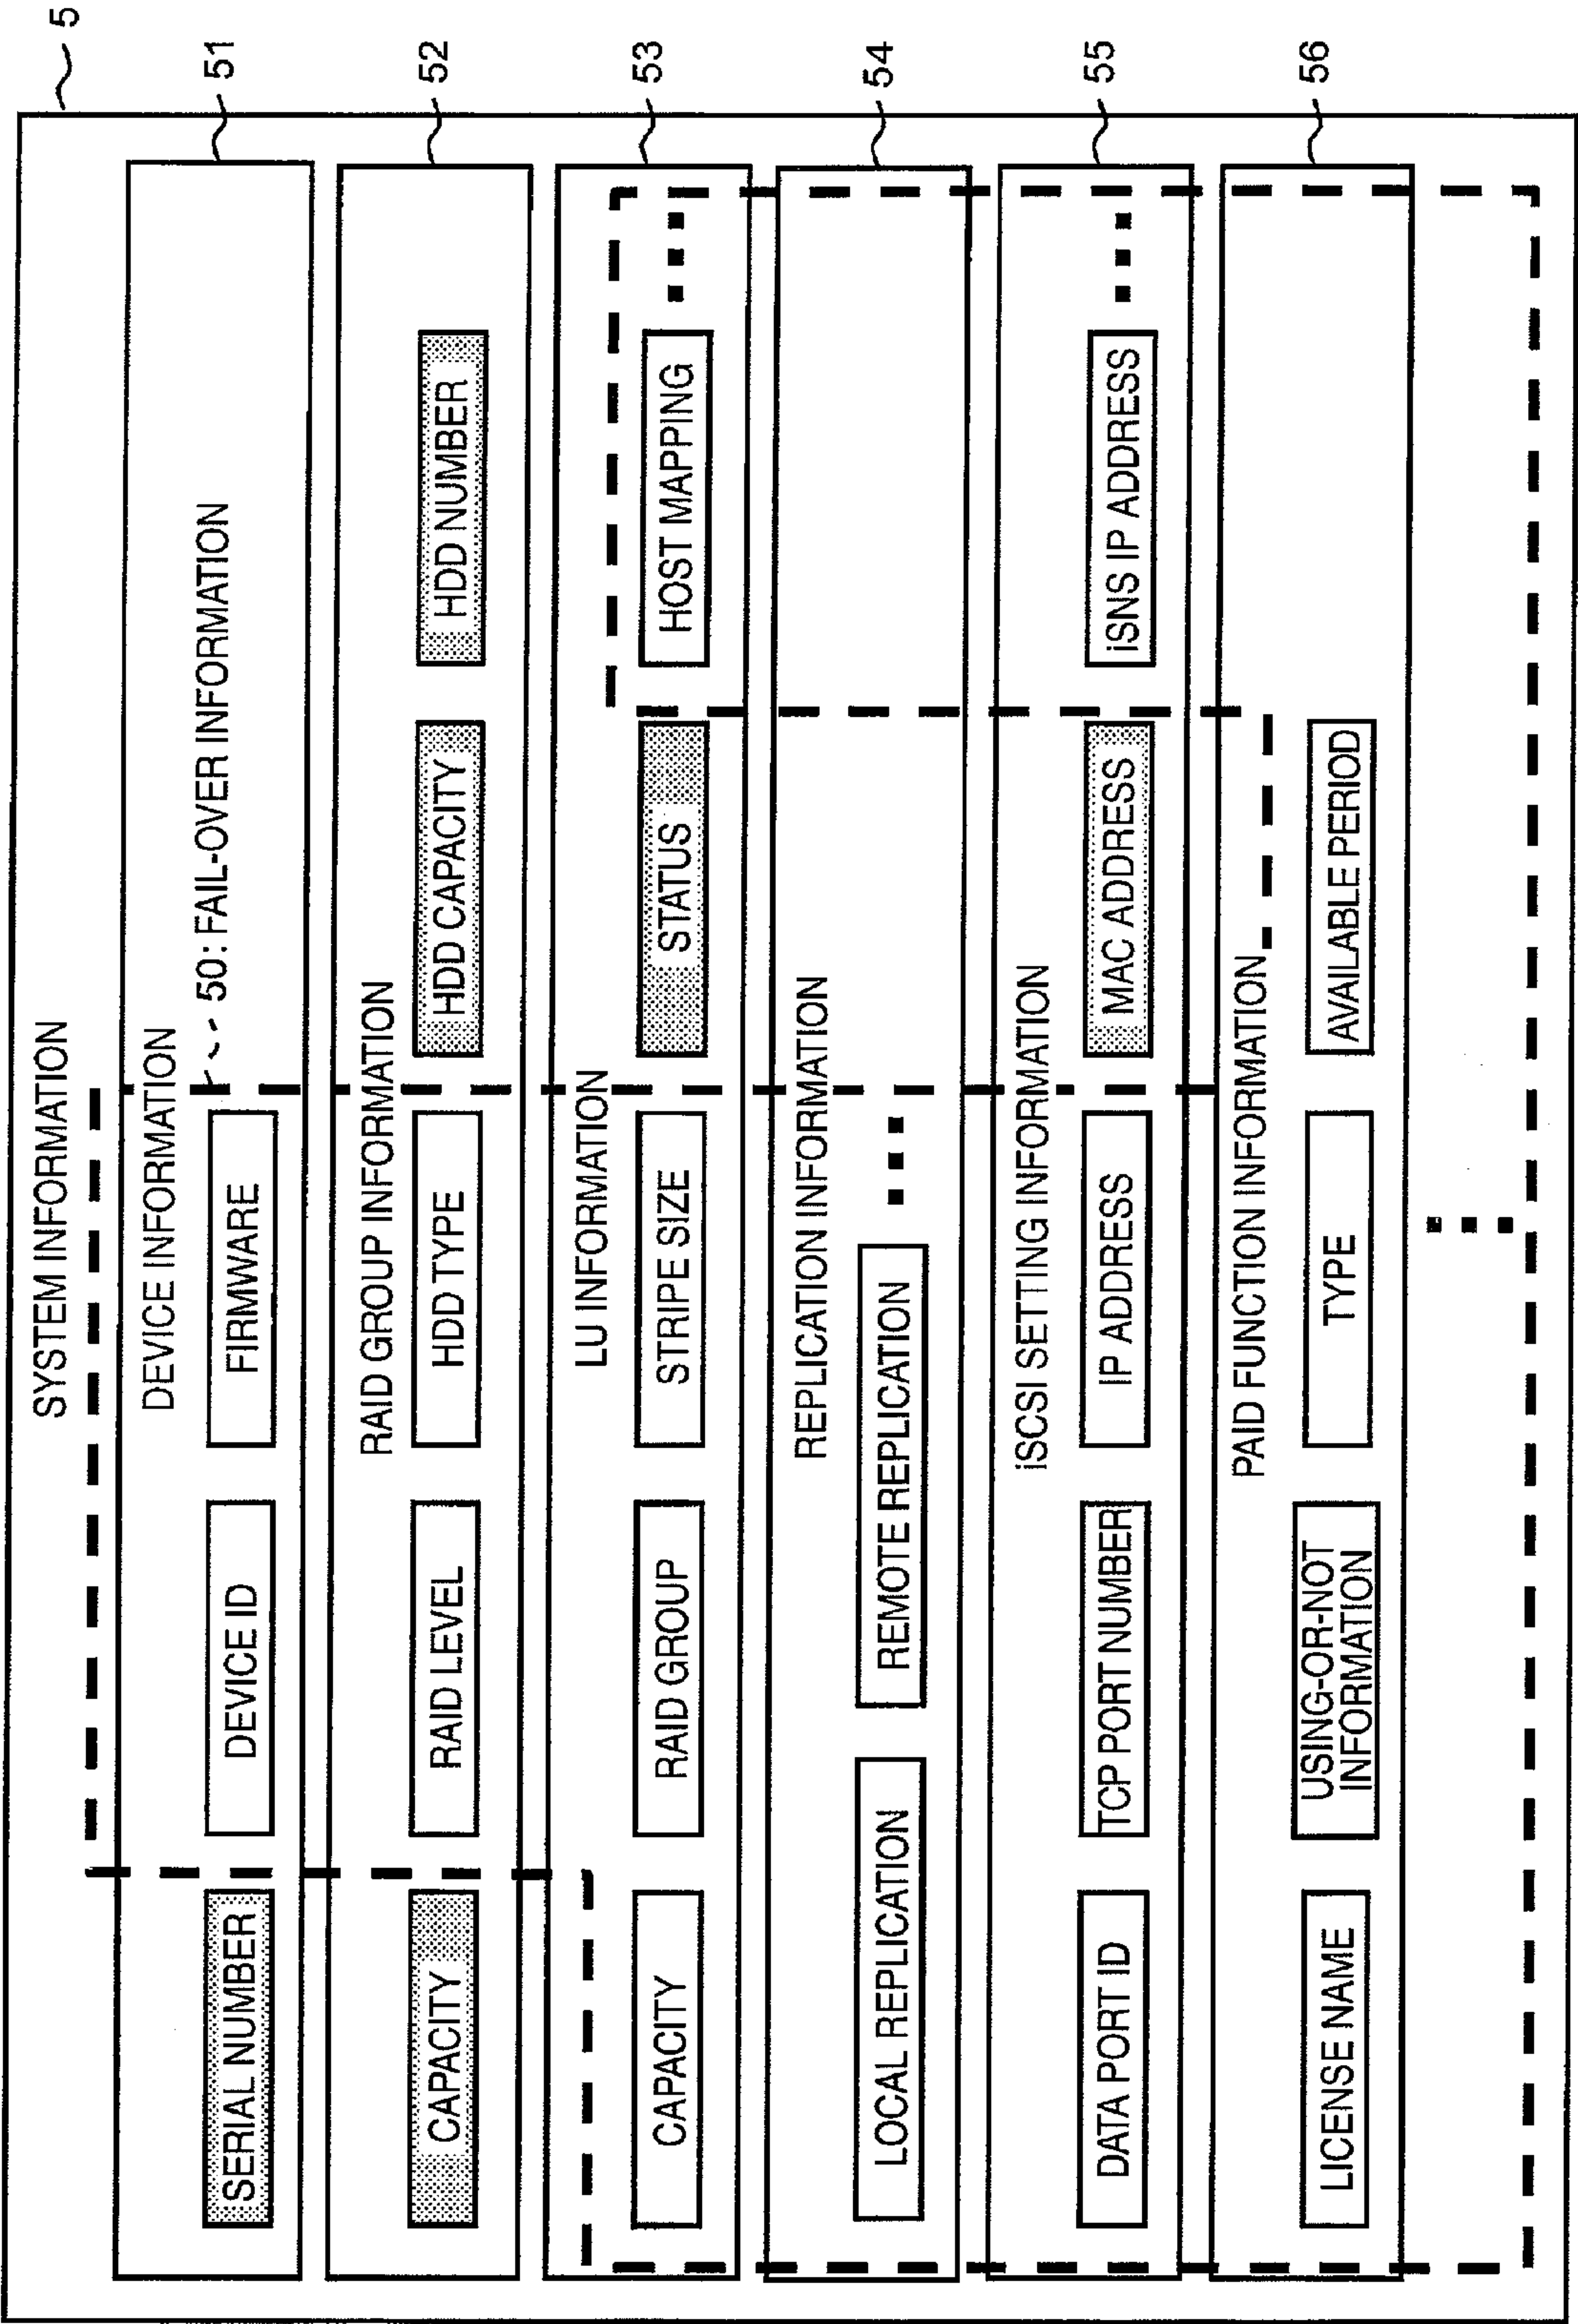 SYSTEM INFORMATION
5
DEVICE INFORMATION
51
50: FAIL-OVER INFORMATION
SERIAL NUMBER
DEVICE ID
FIRMWARE
RAID GROUP INFORMATION
52
CAPACITY
RAID LEVEL
HDD TYPE
HDD CAPACITY
HDD NUMBER
LU INFORMATION
53
CAPACITY
RAID GROUP
STRIPE SIZE
STATUS
HOST MAPPING
REPLICATION INFORMATION
54
LOCAL REPLICATION
REMOTE REPLICATION
iSCSI SETTING INFORMATION
55
DATA PORT ID
TCP PORT NUMBER
IP ADDRESS
MAC ADDRESS
iSNS IP ADDRESS
PAID FUNCTION INFORMATION
56
LICENSE NAME
USING-OR-NOT
INFORMATION
TYPE
AVAILABLE PERIOD